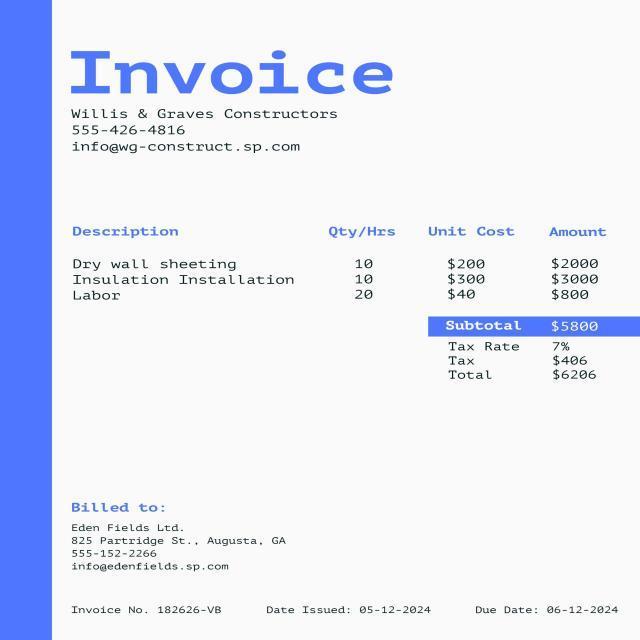 Invoice
Willis & Graves Constructors
555-426-4816
info@wg-construct.sp.com
Description Qty/Hrs Unit Cost Amount
Dry wall sheeting 10 $200 $2000
Insulation Installation 10 $300 $3000
Labor 20 $40 $800
Subtotal $5800
Tax Rate 7%
Tax $406
Total $6206
Billed to:
Eden Fields Ltd.
825 Partridge St., Augusta, GA
555-152-2266
info@edenfields.sp.com
Invoice No. 182626-VB Date Issued: 05-12-2024 Due Date: 06-12-2024